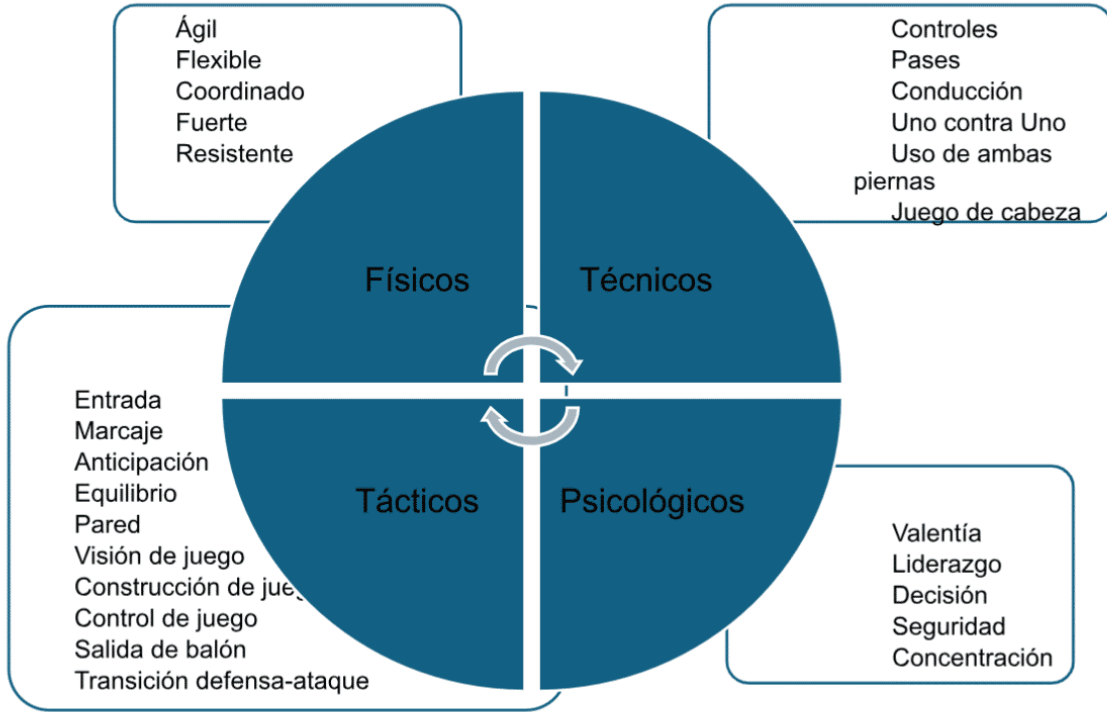 Ágil
Flexible
Coordinado
Fuerte
Resistente
Controles
Pases
Conducción
Uno contra Uno
Uso de ambas
piernas
Juego de cabeza
Físicos
Técnicos
Entrada
Marcaje
Anticipación
Equilibrio
Pared
Visión de juego
Construcción de jueg
Control de juego
Salida de balón
Transición defensa-ataque
Tácticos
Psicológicos
Valentía
Liderazgo
Decisión
Seguridad
Concentración